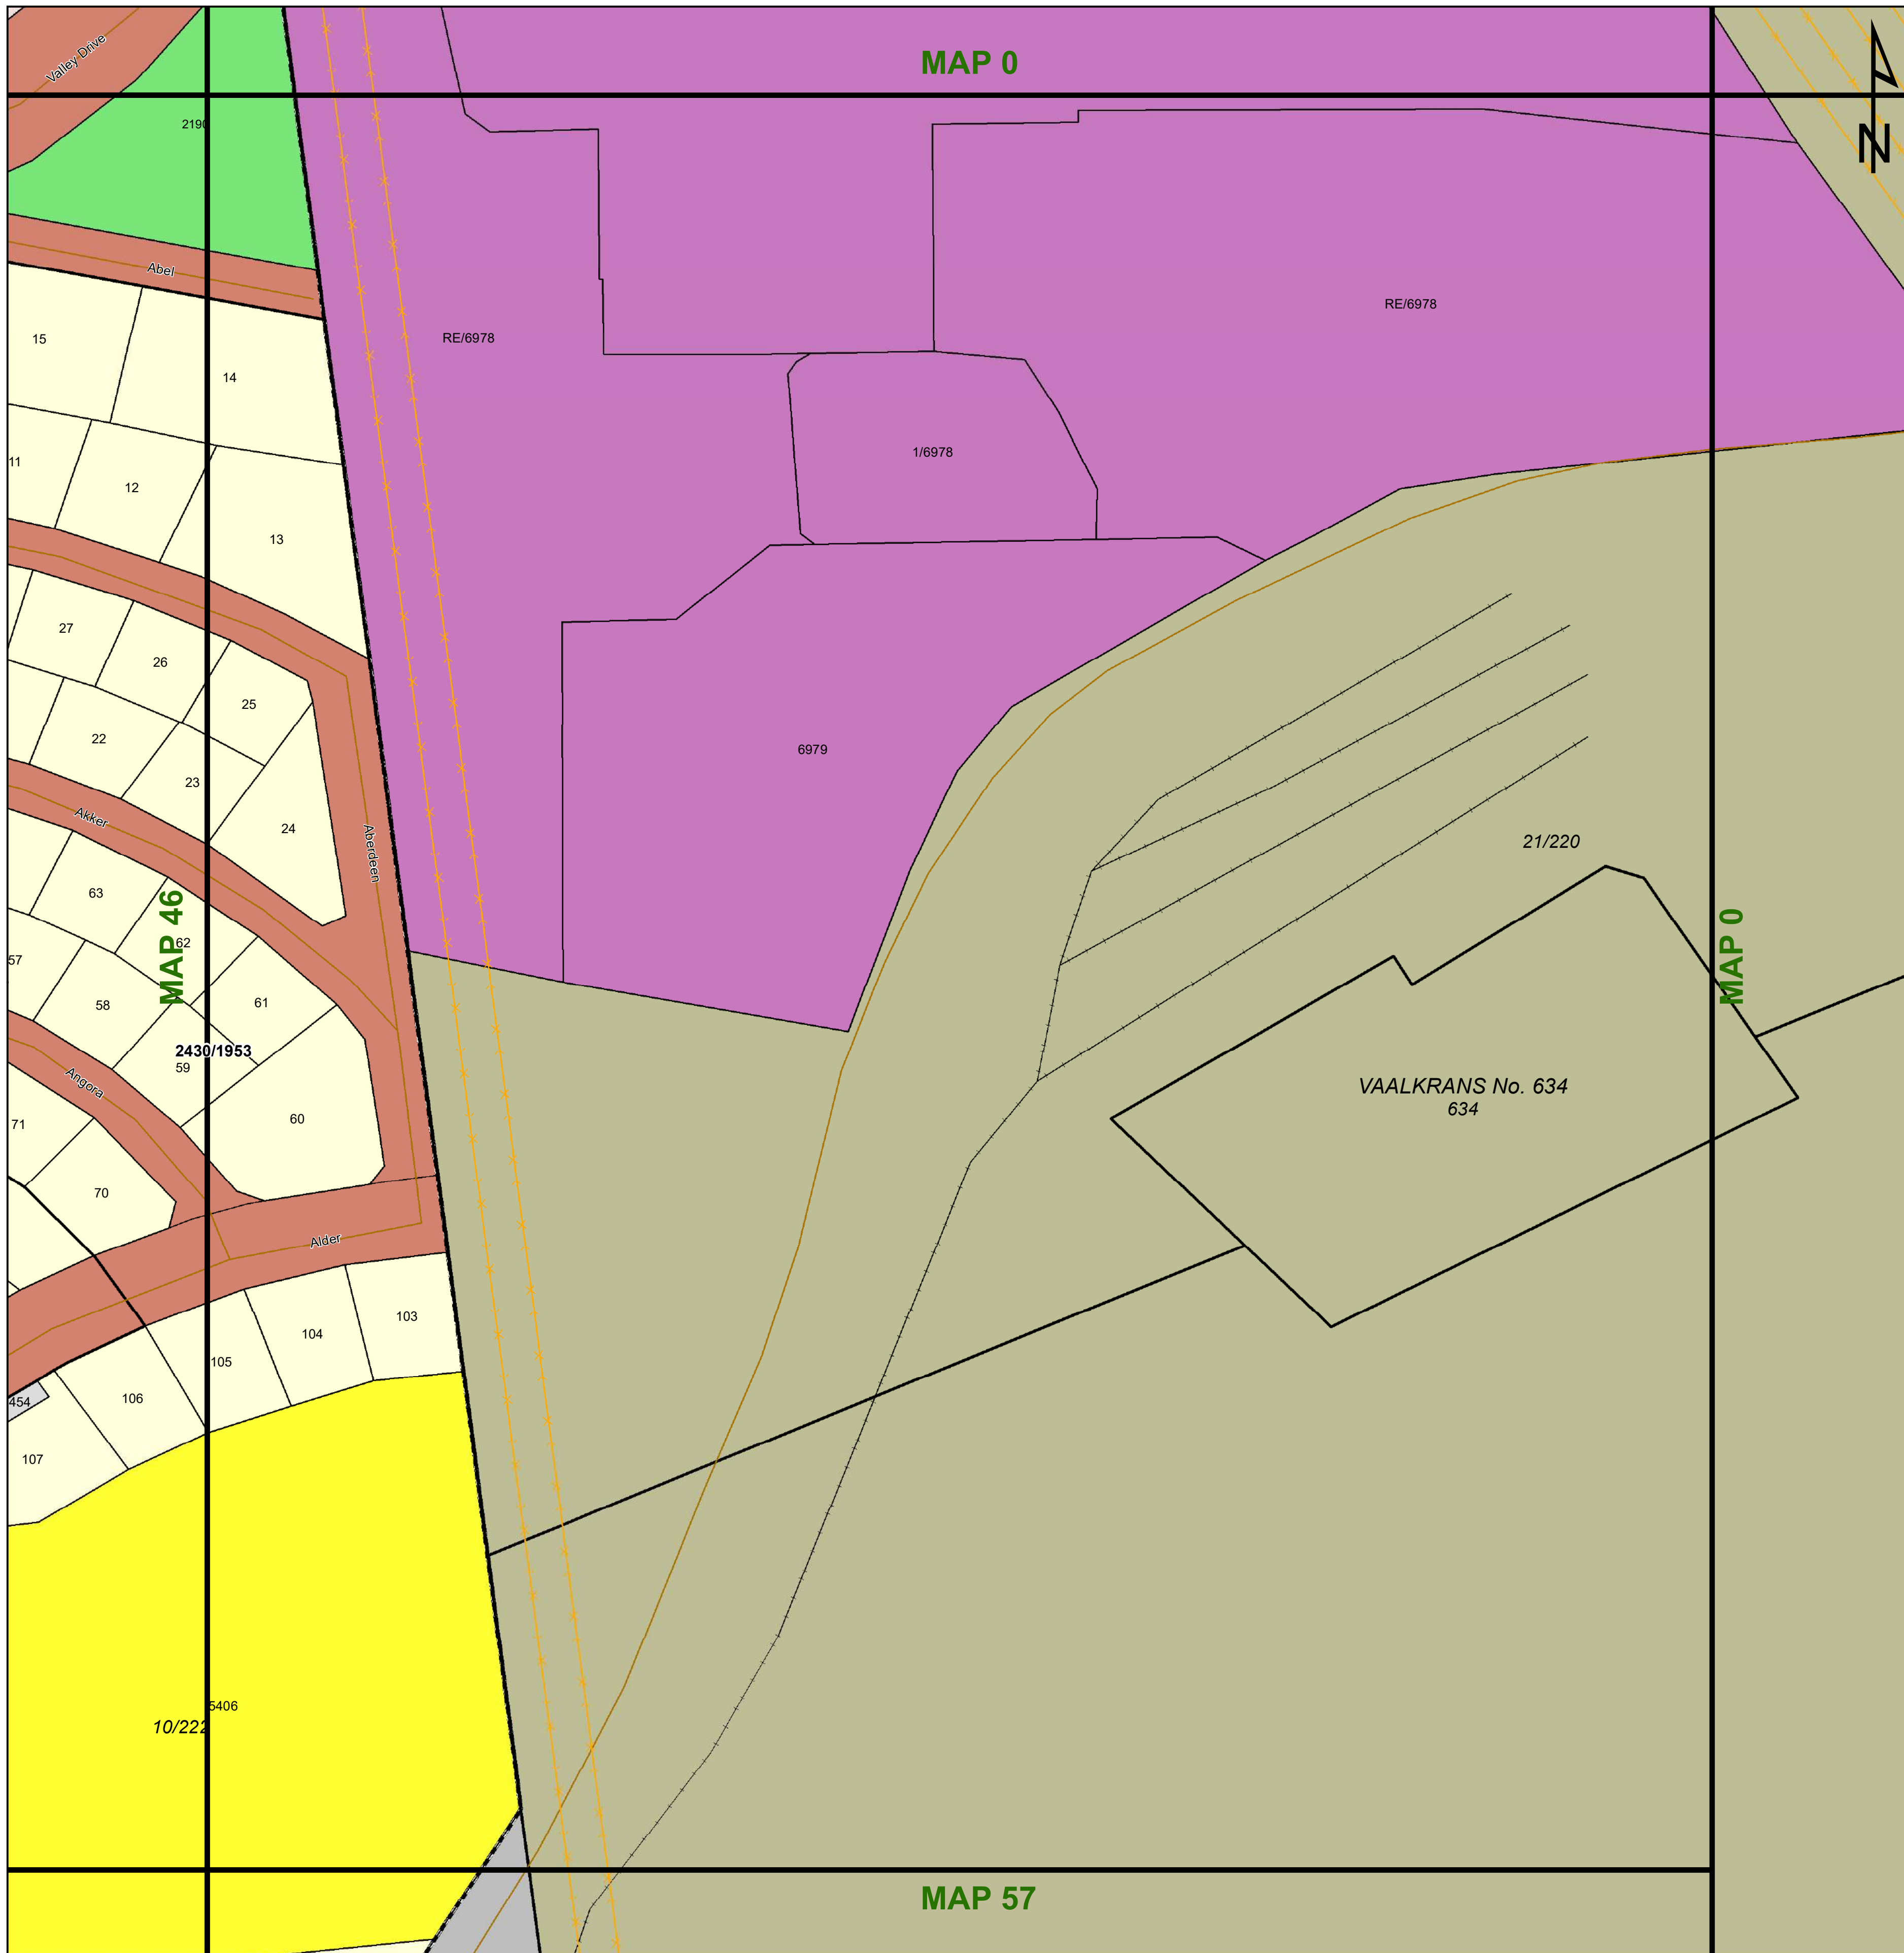 Valley Drive
MAP 0
N
2190
Abel
15
14
RE/6978
RE/6978
11
12
13
1/6978
27
26
25
22
23
24
6979
Akker
Aberdeen
21/220
63
62
MAP 46
MAP 0
57
58
61
2430/1953
59
VAALKRANS No. 634
634
Angora
71
60
70
Alder
103
104
105
106
454
107
5406
10/222
MAP 57